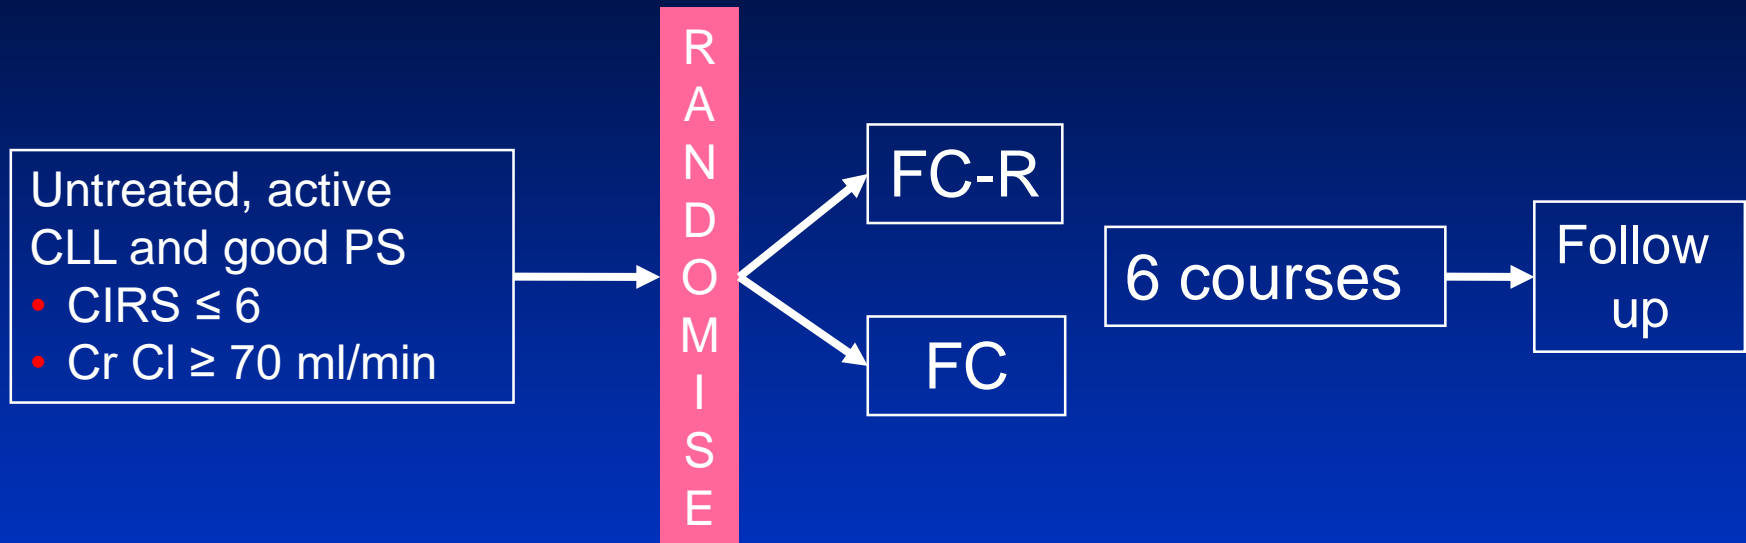 Untreated, active
CLL and good PS
• CIRS ≤ 6
• Cr Cl ≥ 70 ml/min
R
A
N
D
O
M
I
S
E
FC-R
FC
6 courses
Follow
up